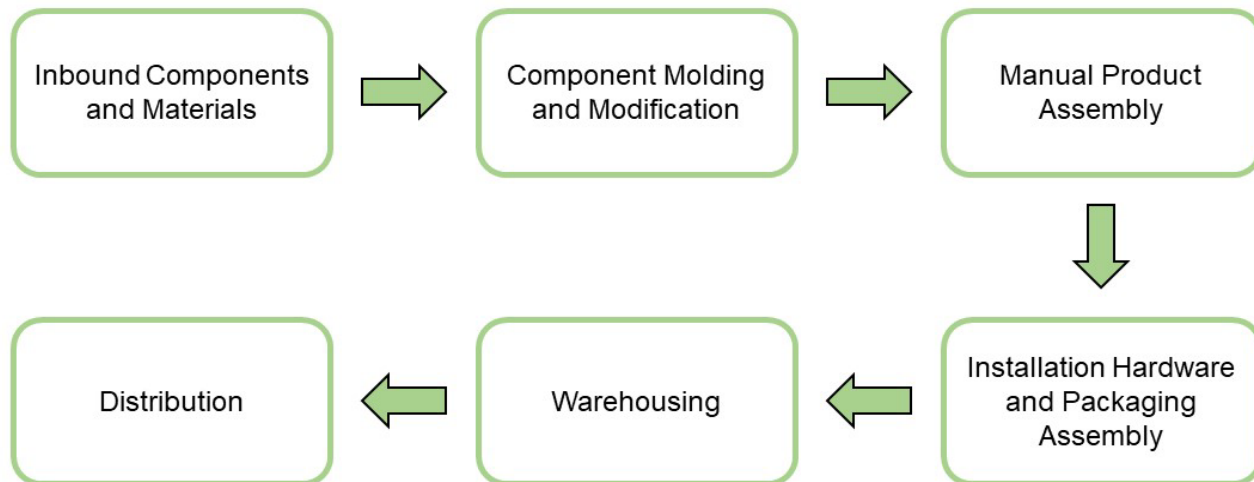 Inbound Components
and Materials
Component Molding
and Modification
Manual Product
Assembly
Installation Hardware
and Packaging
Assembly
Warehousing
Distribution